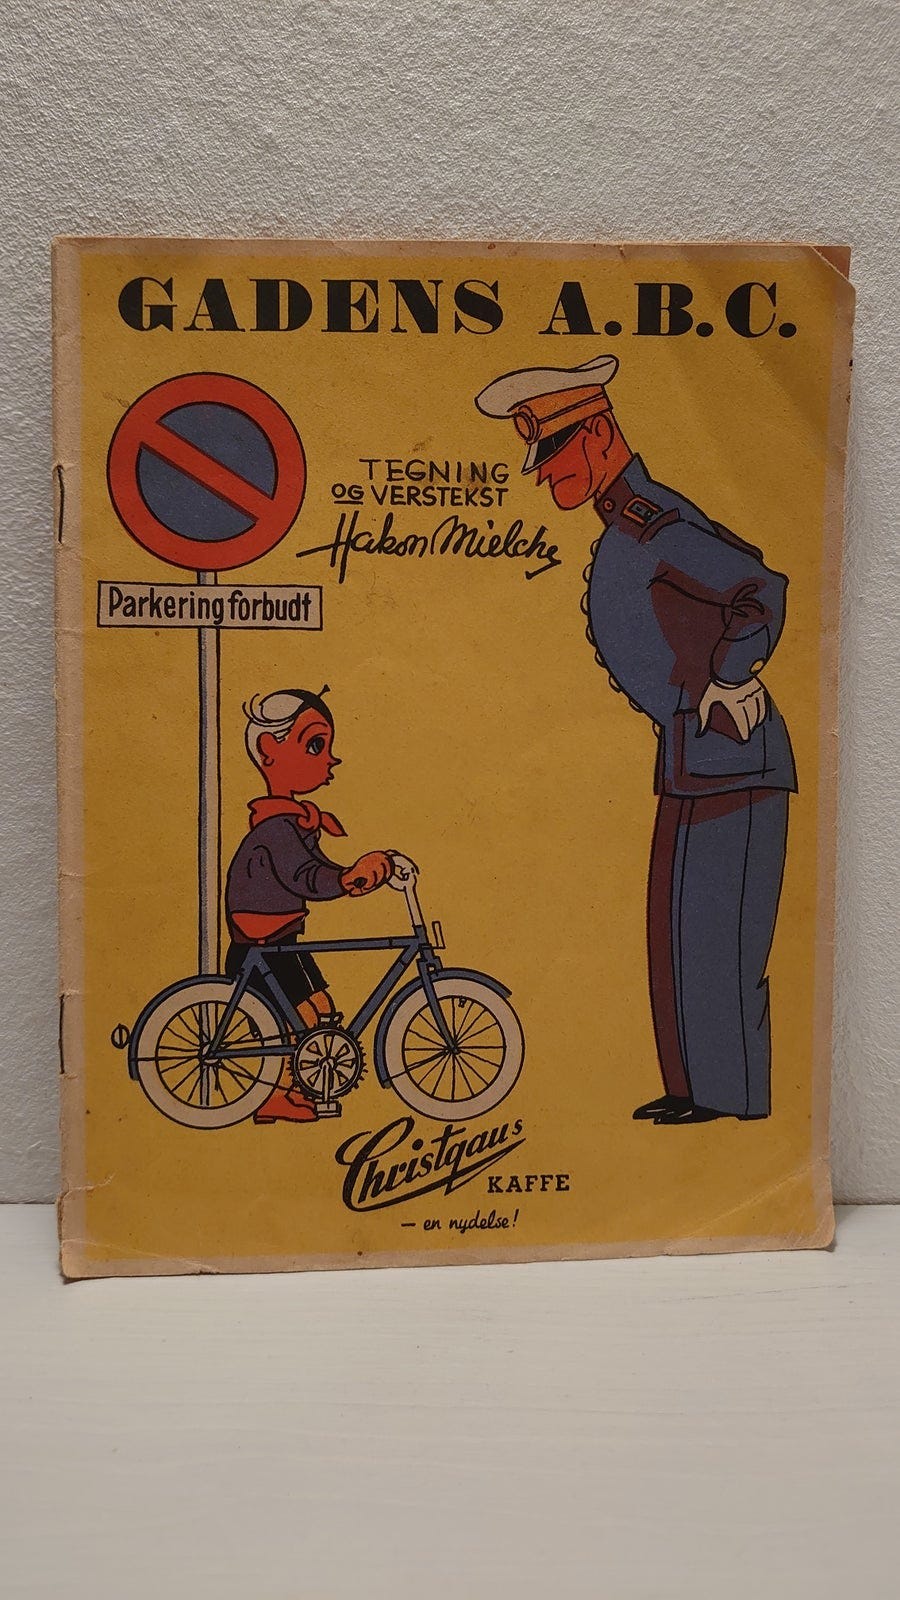 GADENS A.B.C.
TEGNING
OG VERSTEKST
Hakon Mielche
Parkering forbudt
Christgaus
KAFFE
– en nydelse!